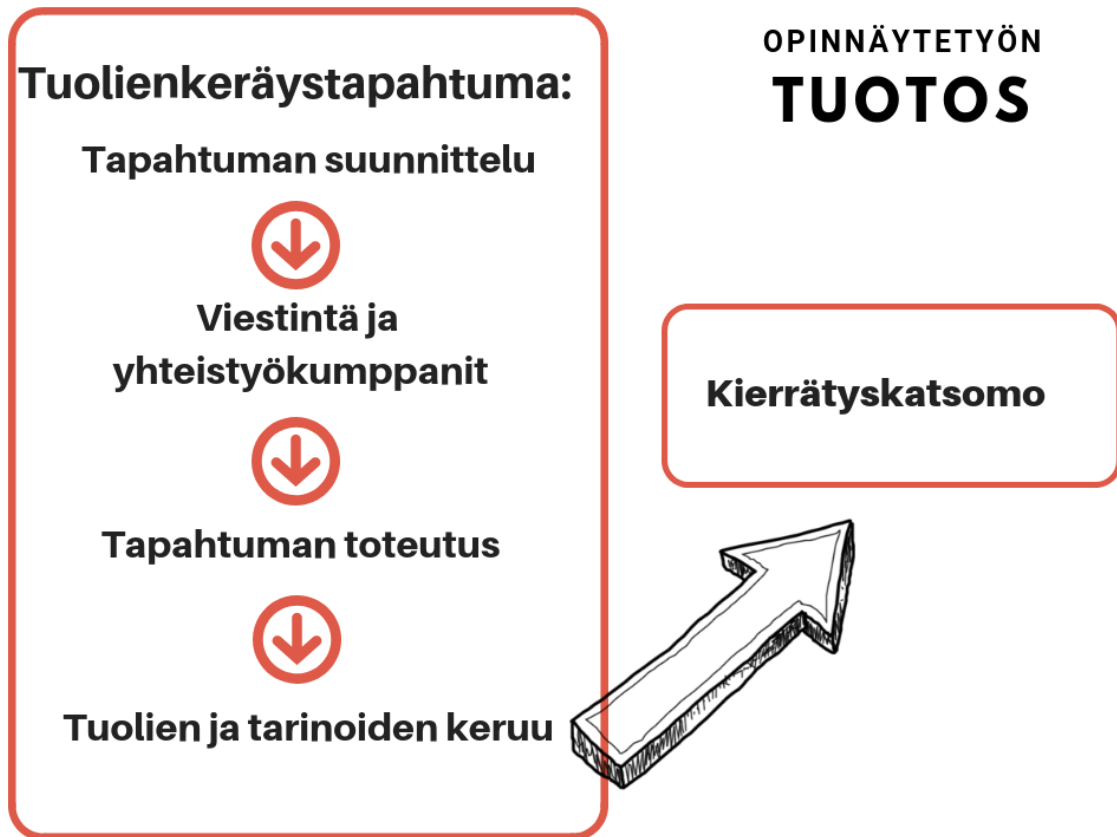 Tuolienkeräystapahtuma:
Tapahtuman suunnittelu
Viestintä ja
yhteistyökumppanit
Tapahtuman toteutus
Tuolien ja tarinoiden keruu
OPINNÄYTETYÖN
TUOTOS
Kierrätyskatsomo